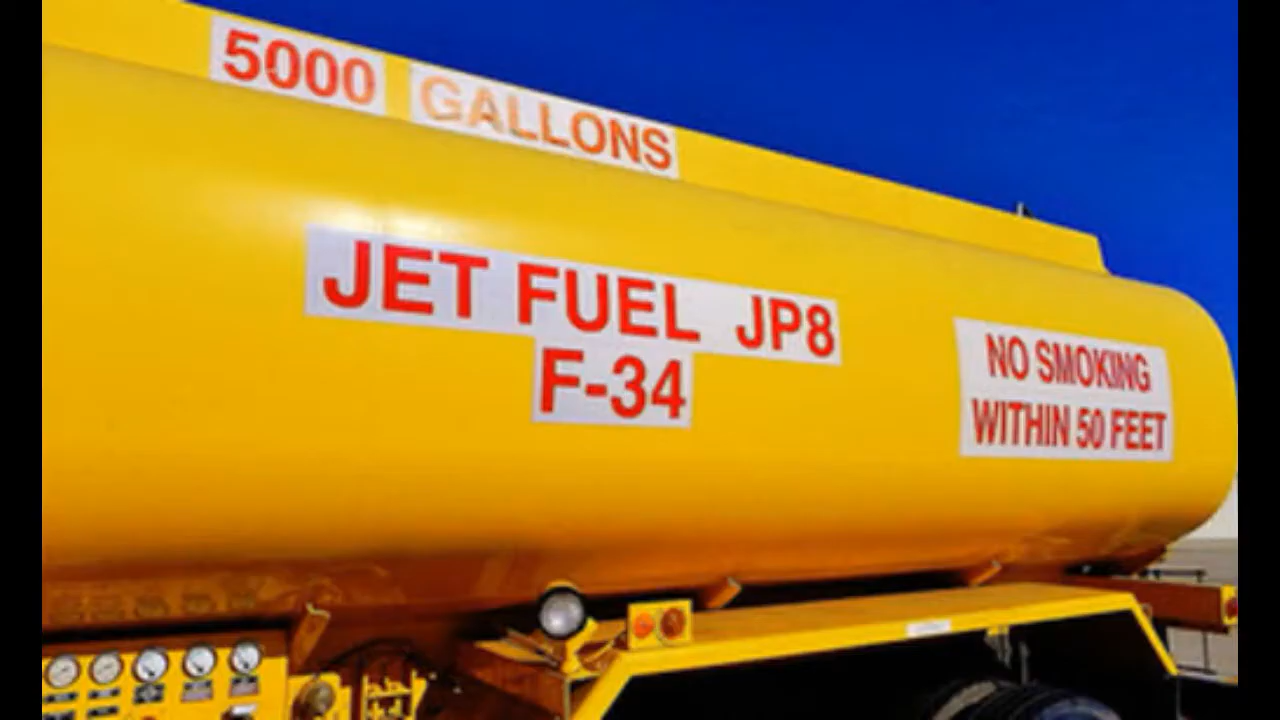 5000 GALLONS
JET FUEL JP8
F-34
NO SMOKING
WITHIN 50 FEET